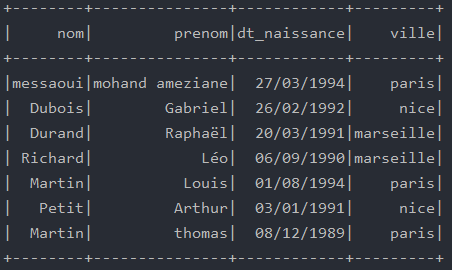 +--------+---------------+------------+---------+
|     nom|         prenom|dt_naissance|    ville|
+--------+---------------+------------+---------+
|messaoui|mohand ameziane|  27/03/1994|    paris|
|  Dubois|        Gabriel|  26/02/1992|     nice|
|  Durand|        Raphaël|  20/03/1991|marseille|
| Richard|            Léo|  06/09/1990|marseille|
|  Martin|          Louis|  01/08/1994|    paris|
|   Petit|         Arthur|  03/01/1991|     nice|
|  Martin|         thomas|  08/12/1989|    paris|
+--------+---------------+------------+---------+